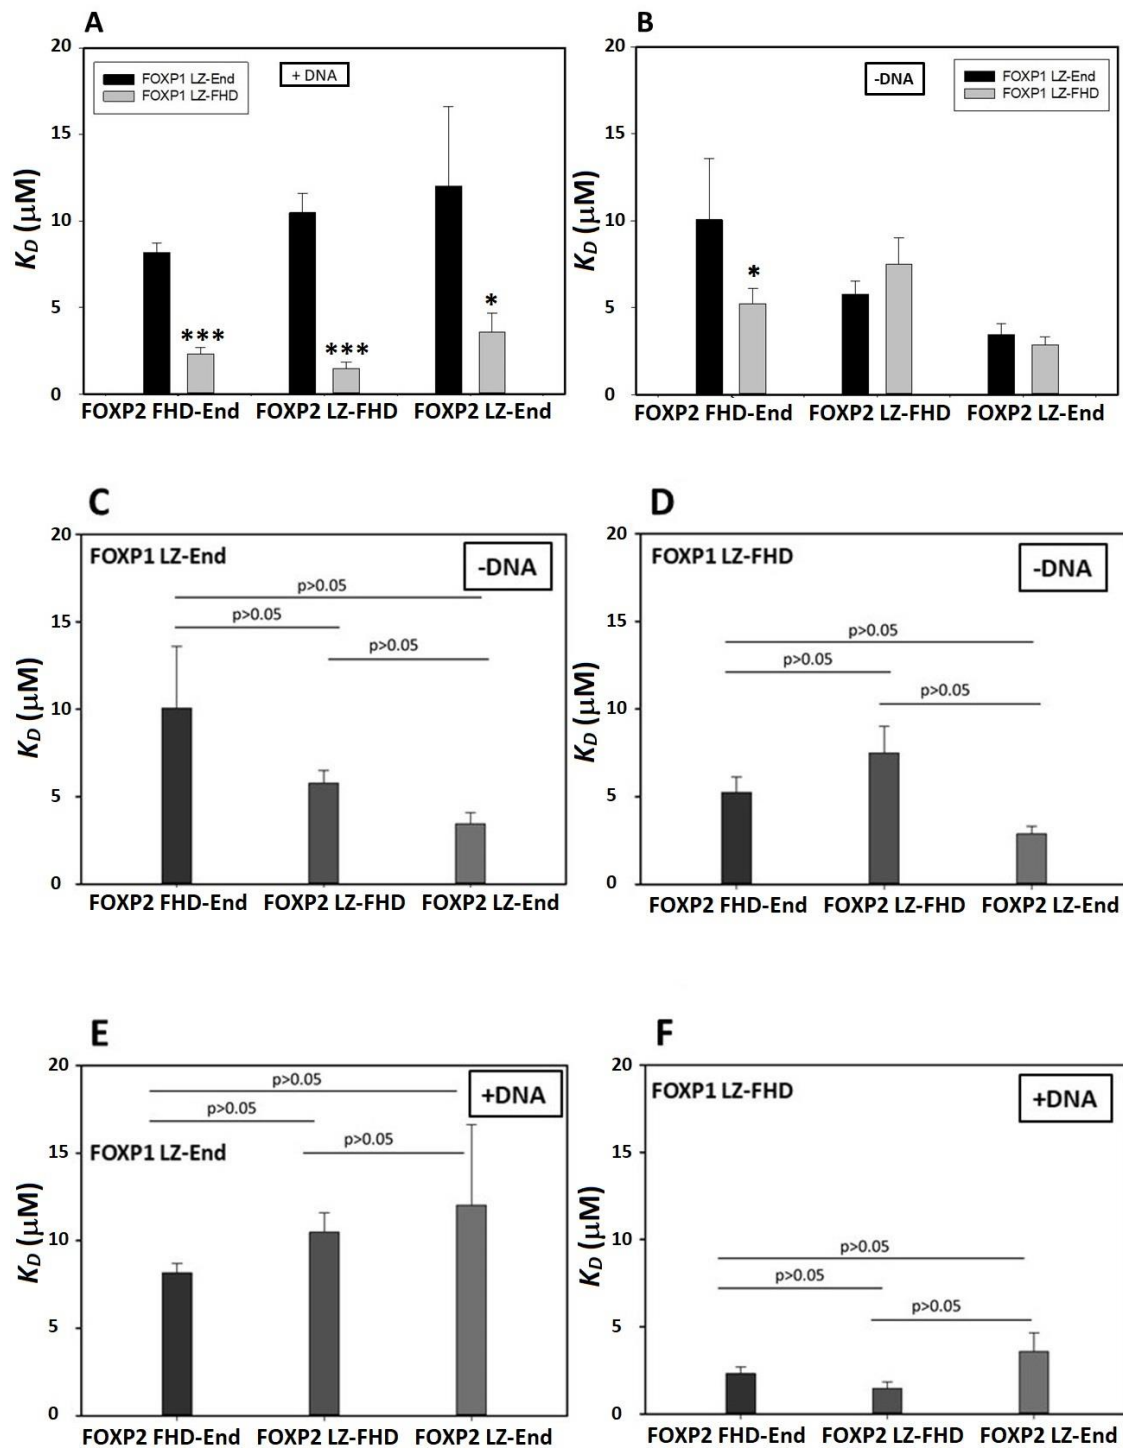 A
20
15
10
5
0
K_D (μM)
FOXP1 LZ-End
FOXP1 LZ-FHD
+ DNA
***
***
*
FOXP2 FHD-End FOXP2 LZ-FHD FOXP2 LZ-End
B
20
15
10
5
0
K_D (μM)
-DNA
FOXP1 LZ-End
FOXP1 LZ-FHD
*
FOXP2 FHD-End FOXP2 LZ-FHD FOXP2 LZ-End
C
20
15
10
5
0
K_D (μM)
FOXP1 LZ-End
-DNA
p>0.05
p>0.05
p>0.05
FOXP2 FHD-End FOXP2 LZ-FHD FOXP2 LZ-End
D
20
15
10
5
0
K_D (μM)
FOXP1 LZ-FHD
-DNA
p>0.05
p>0.05
p>0.05
FOXP2 FHD-End FOXP2 LZ-FHD FOXP2 LZ-End
E
20
15
10
5
0
K_D (μM)
+DNA
p>0.05
p>0.05
p>0.05
FOXP1 LZ-End
FOXP2 FHD-End FOXP2 LZ-FHD FOXP2 LZ-End
F
20
15
10
5
0
K_D (μM)
FOXP1 LZ-FHD
+DNA
p>0.05
p>0.05
p>0.05
FOXP2 FHD-End FOXP2 LZ-FHD FOXP2 LZ-End